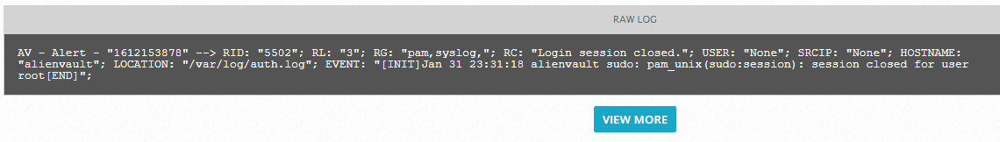 RAW LOG
AV - Alert - "1612153878" --> RID: "5502"; RL: "3"; RG: "pam,syslog,"; RC: "Login session closed."; USER: "None"; SRCIP: "None"; HOSTNAME:
"alienvault"; LOCATION: "/var/log/auth.log"; EVENT: "[INIT]Jan 31 23:31:18 alienvault sudo: pam_unix(sudo:session): session closed for user
root[END]";
VIEW MORE